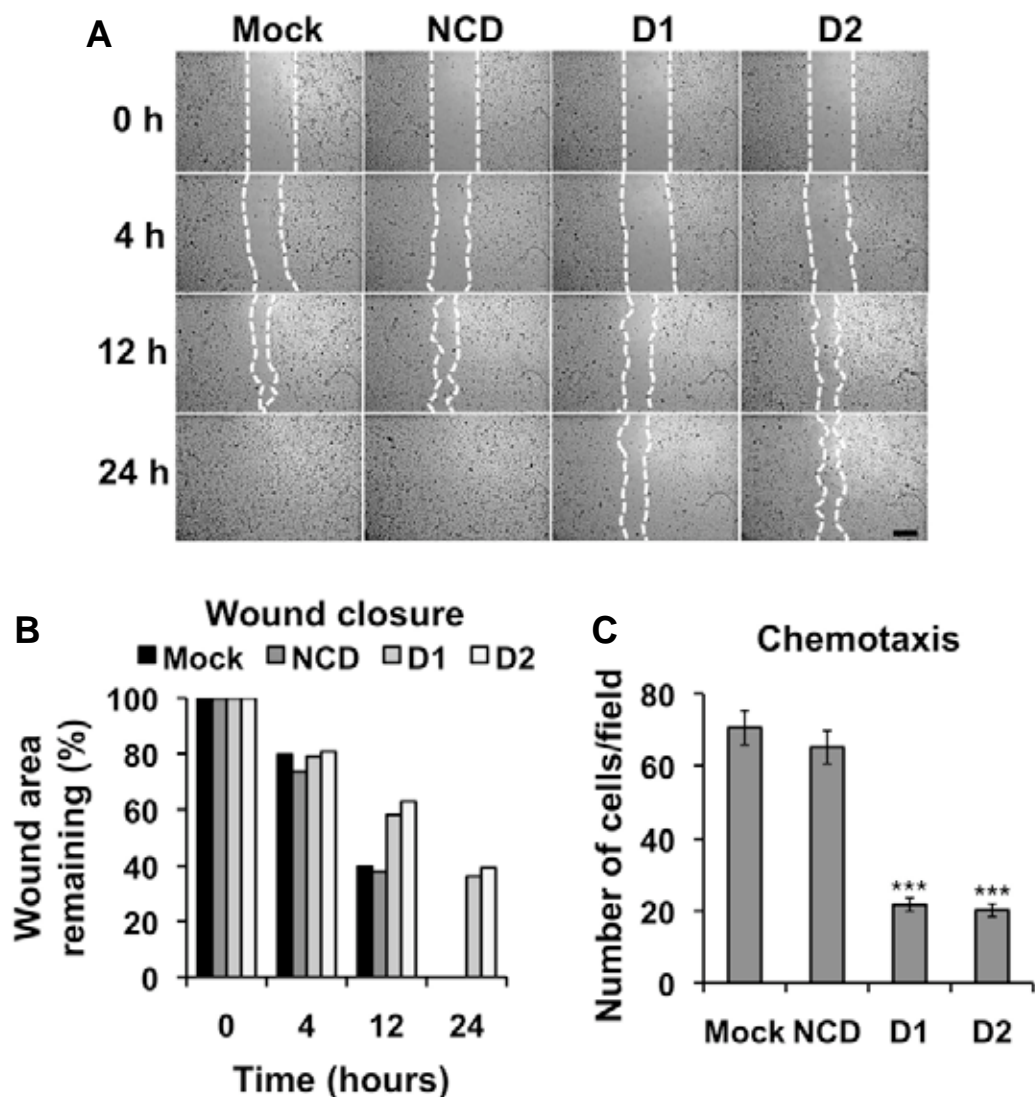 A
Mock NCD D1 D2
0 h
4 h
12 h
24 h
B
Wound closure
Mock NCD D1 D2
Wound area
remaining (%)
100
80
60
40
20
0
0 4 12 24
Time (hours)
C
Chemotaxis
Number of cells/field
80
60
40
20
0
*** ***
Mock NCD D1 D2